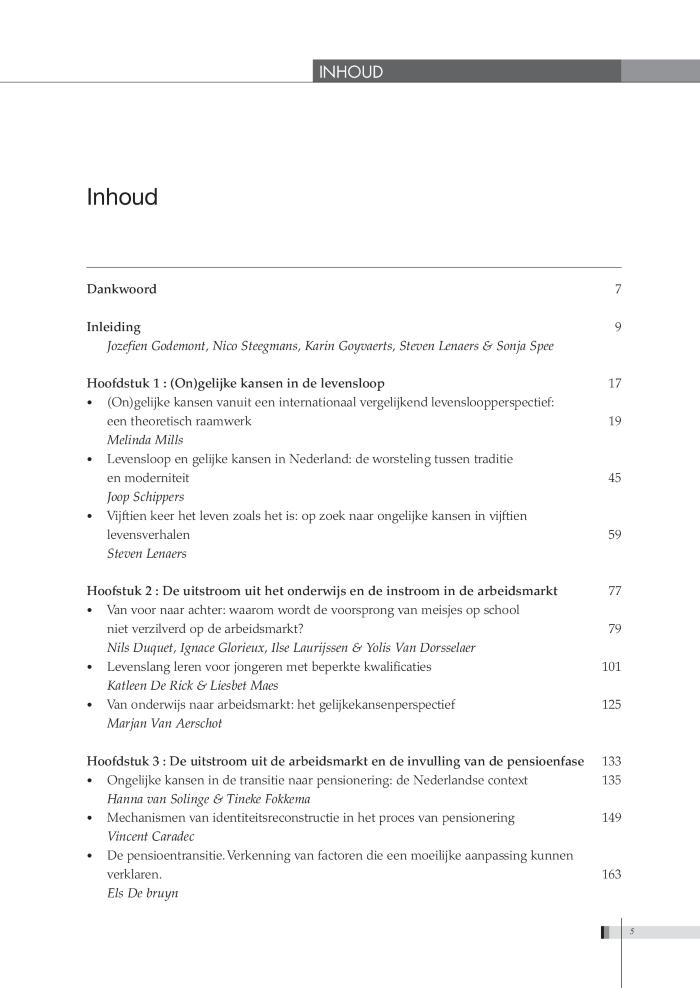 INHOUD
Inhoud
Dankwoord 7
Inleiding 9
Jozefien Godemont, Nico Steegmans, Karin Goyvaerts, Steven Lenaers & Sonja Spee
Hoofdstuk 1 : (On)gelijke kansen in de levensloop 17
• (On)gelijke kansen vanuit een internationaal vergelijkend levensloopperspectief:
een theoretisch raamwerk 19
Melinda Mills
• Levensloop en gelijke kansen in Nederland: de worsteling tussen traditie
en moderniteit 45
Joop Schippers
• Vijftien keer het leven zoals het is: op zoek naar ongelijke kansen in vijftien
levensverhalen 59
Steven Lenaers
Hoofstuk 2 : De uitstroom uit het onderwijs en de instroom in de arbeidsmarkt 77
• Van voor naar achter: waarom wordt de voorsprong van meisjes op school
niet verzilverd op de arbeidsmarkt? 79
Nils Duquet, Ignace Glorieux, Ilse Laurijssen & Yolis Van Dorsselaer
• Levenslang leren voor jongeren met beperkte kwalificaties 101
Katleen De Rick & Liesbet Maes
• Van onderwijs naar arbeidsmarkt: het gelijkekansenperspectief 125
Marjan Van Aerschot
Hoofdstuk 3 : De uitstroom uit de arbeidsmarkt en de invulling van de pensioenfase 133
• Ongelijke kansen in de transitie naar pensionering: de Nederlandse context 135
Hanna van Solinge & Tineke Fokkema
• Mechanismen van identiteitsreconstructie in het proces van pensionering 149
Vincent Caradec
• De pensioentransitie. Verkenning van factoren die een moeilijke aanpassing kunnen
verklaren. 163
Els De bruyn
5